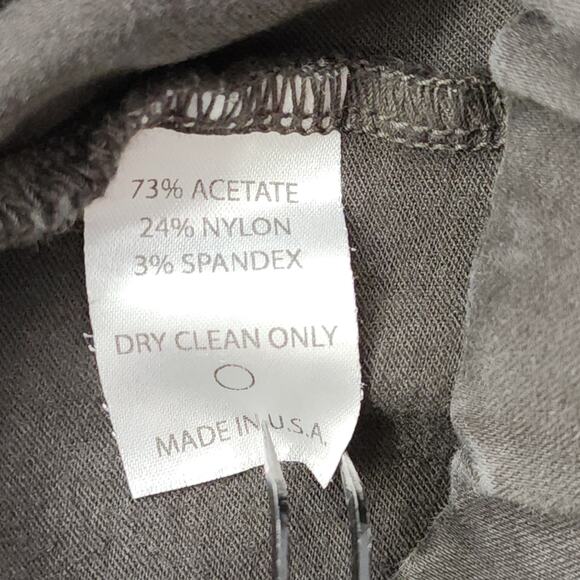 73% ACETATE
24% NYLON
3% SPANDEX
DRY CLEAN ONLY
MADE IN U.S.A.